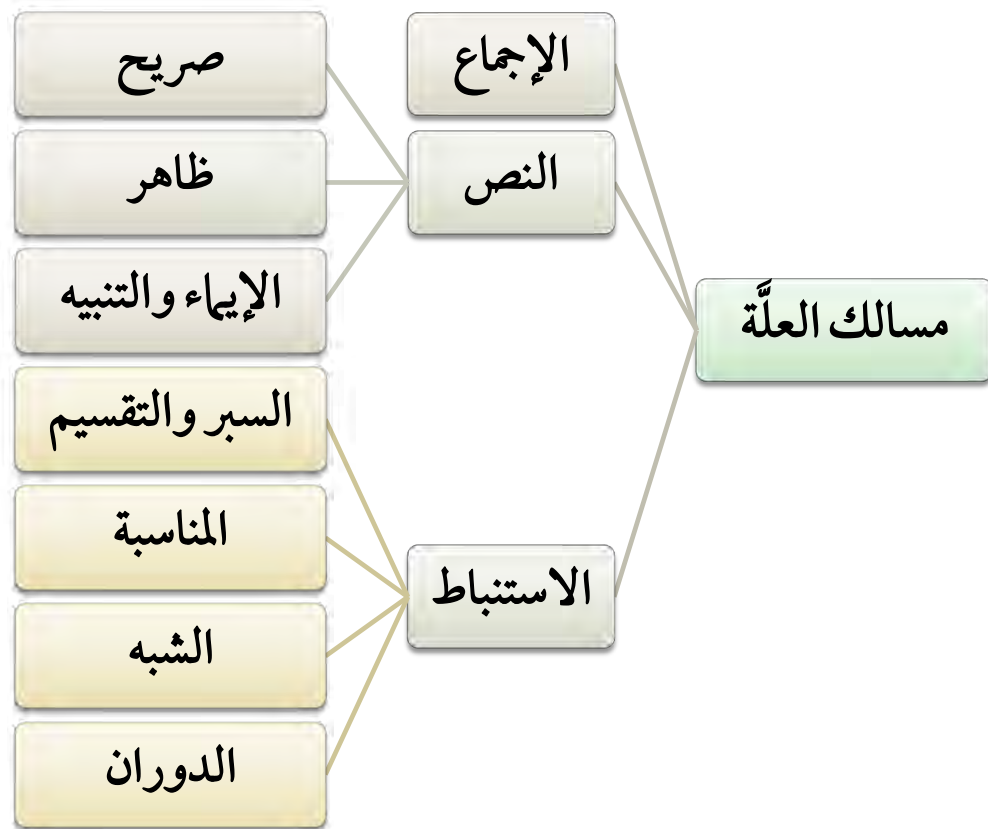 مسالك العلَّة
الإجماع
النص
صريح
ظاهر
الإيماء والتنبيه
الاستنباط
السبر والتقسيم
المناسبة
الشبه
الدوران